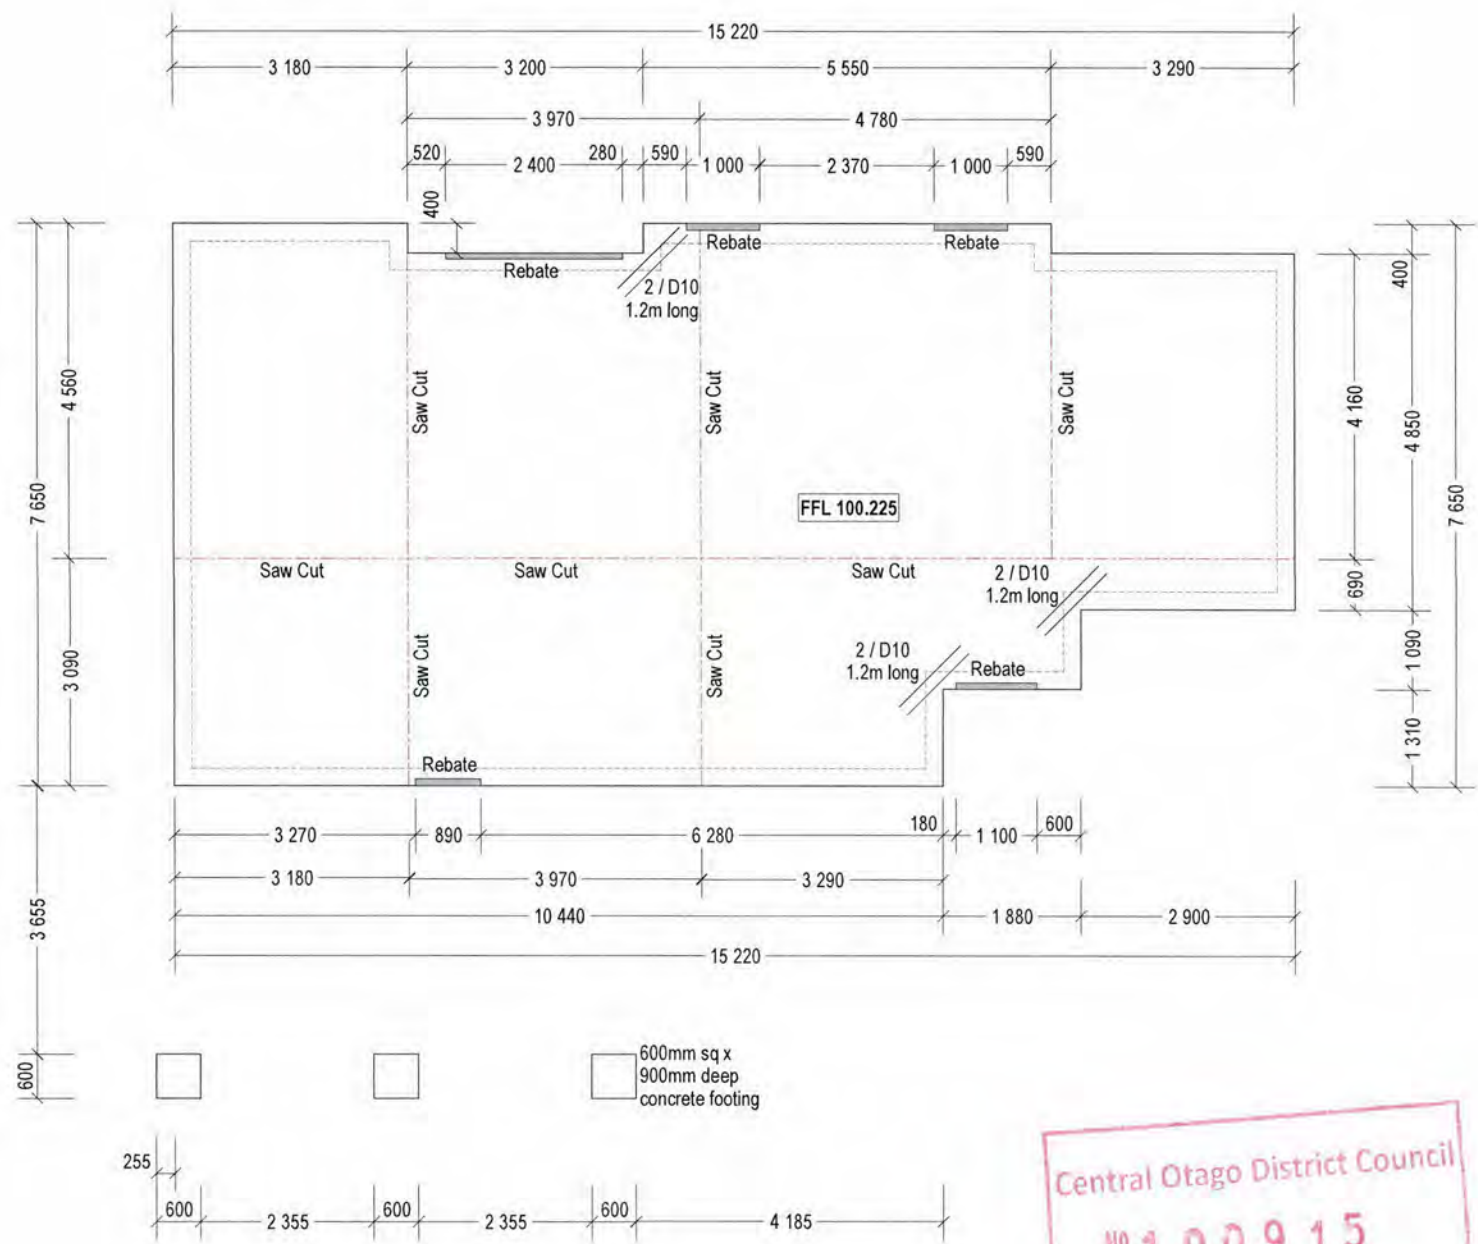 15 220
3 180 3 200 5 550 3 290
3 970 4 780
520 2 400 280 590 1 000 2 370 1 000 590
400
Rebate Rebate
Rebate
2 / D10
1.2m long
400
4 560
Saw Cut Saw Cut Saw Cut
4 160
4 850
7 650
7 650
FFL 100.225
Saw Cut Saw Cut Saw Cut
2 / D10
1.2m long
690
3 090
Saw Cut Saw Cut
2 / D10
1.2m long
Rebate
1 090
1 310
Rebate
3 270 890 6 280 180 1 100 600
3 180 3 970 3 290
10 440 1 880 2 900
15 220
3 655
600
600mm sq x
900mm deep
concrete footing
255
600 2 355 600 2 355 600 4 185
Central Otago District Council
No 190915